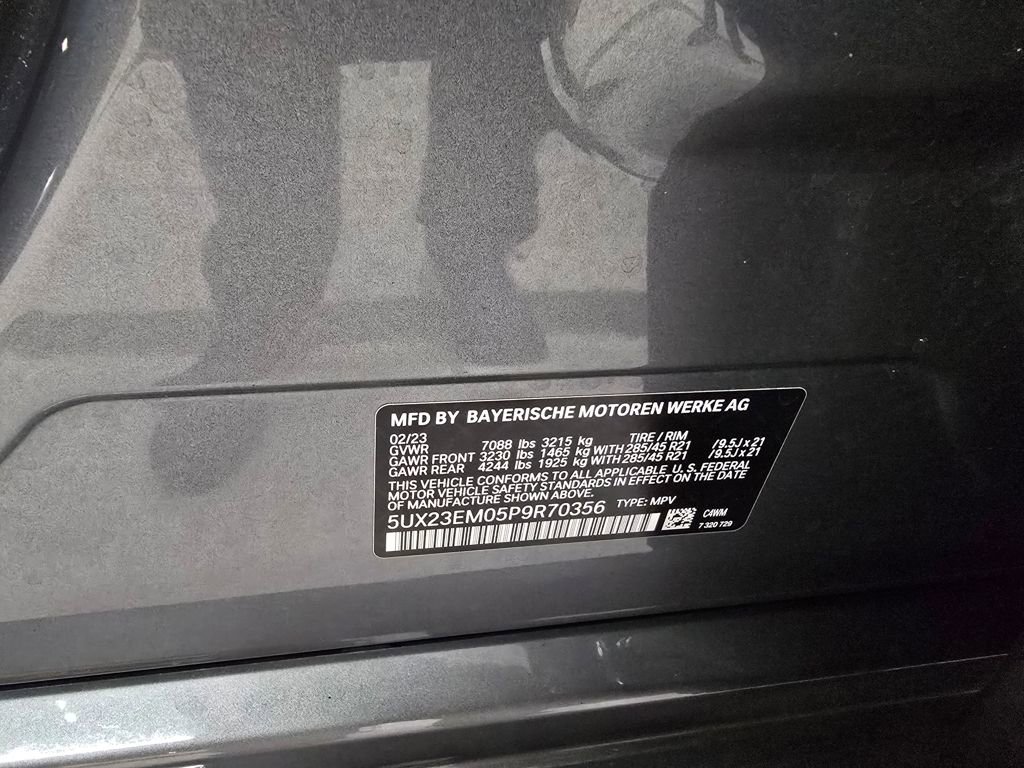 MFD BY BAYERISCHE MOTOREN WERKE AG
02/23 TIRE / RIM
GVWR 7088 lbs 3215 kg
GAWR FRONT 3230 lbs 1465 kg WITH 285/45 R21 /9.5J x 21
GAWR REAR 4244 lbs 1925 kg WITH 285/45 R21 /9.5J x 21
THIS VEHICLE CONFORMS TO ALL APPLICABLE U. S. FEDERAL
MOTOR VEHICLE SAFETY STANDARDS IN EFFECT ON THE DATE
OF MANUFACTURE SHOWN ABOVE.
5UX23EM05P9R70356 TYPE: MPV
C4WM
7 320 729